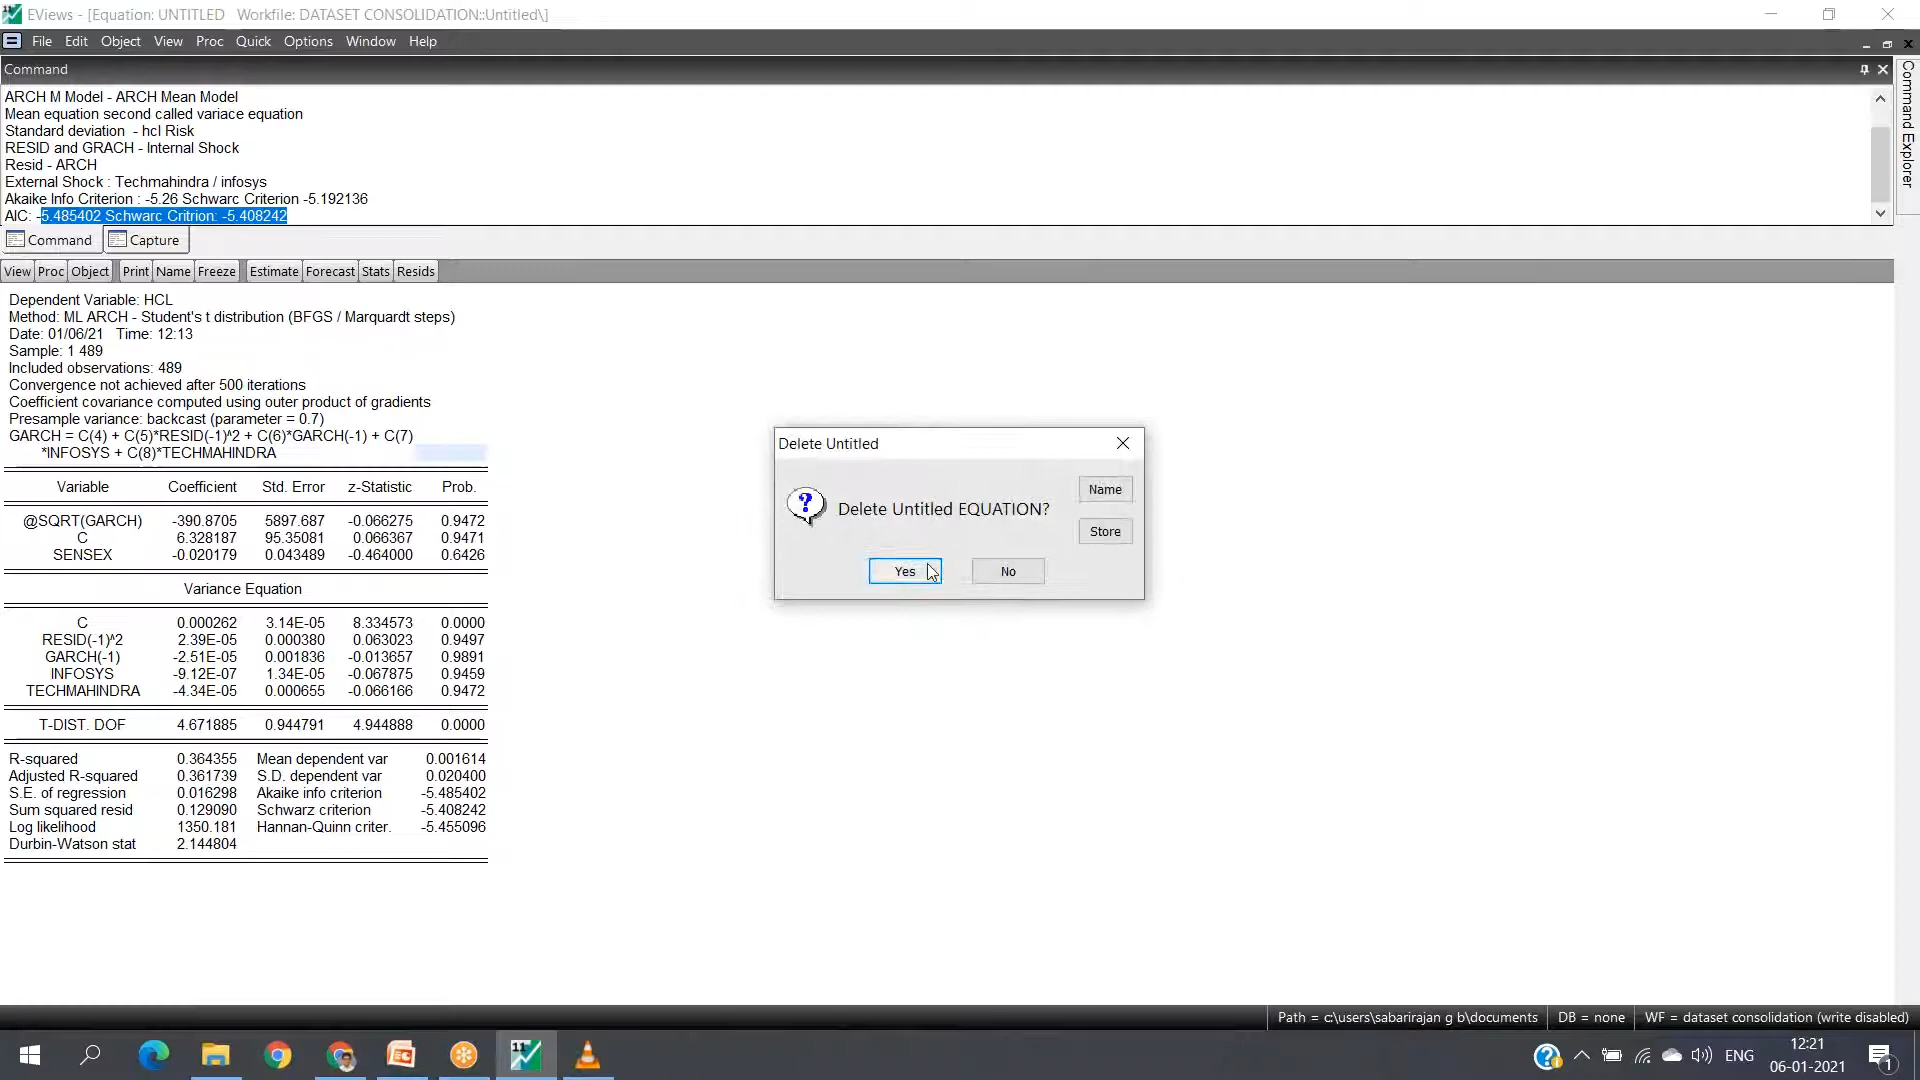 EViews - [Equation: UNTITLED   Workfile: DATASET CONSOLIDATION::Untitled\]
File Edit Object View Proc Quick Options Window Help
Command
ARCH M Model - ARCH Mean Model
Mean equation second called variace equation
Standard deviation  - hcl Risk
RESID and GRACH - Internal Shock
Resid - ARCH
External Shock : Techmahindra / infosys
Akaike Info Criterion : -5.26 Schwarc Criterion -5.192136
AIC: -5.485402 Schwarc Critrion: -5.408242
Command Capture
Command Explorer
View Proc Object Print Name Freeze Estimate Forecast Stats Resids
Dependent Variable: HCL
Method: ML ARCH - Student's t distribution (BFGS / Marquardt steps)
Date: 01/06/21   Time: 12:13
Sample: 1 489
Included observations: 489
Convergence not achieved after 500 iterations
Coefficient covariance computed using outer product of gradients
Presample variance: backcast (parameter = 0.7)
GARCH = C(4) + C(5)*RESID(-1)^2 + C(6)*GARCH(-1) + C(7)
*INFOSYS + C(8)*TECHMAHINDRA
Variable Coefficient Std. Error z-Statistic Prob.
@SQRT(GARCH) -390.8705 5897.687 -0.066275 0.9472
C 6.328187 95.35081 0.066367 0.9471
SENSEX -0.020179 0.043489 -0.464000 0.6426
Variance Equation
C 0.000262 3.14E-05 8.334573 0.0000
RESID(-1)^2 2.39E-05 0.000380 0.063023 0.9497
GARCH(-1) -2.51E-05 0.001836 -0.013657 0.9891
INFOSYS -9.12E-07 1.34E-05 -0.067875 0.9459
TECHMAHINDRA -4.34E-05 0.000655 -0.066166 0.9472
T-DIST. DOF 4.671885 0.944791 4.944888 0.0000
R-squared 0.364355 Mean dependent var 0.001614
Adjusted R-squared 0.361739 S.D. dependent var 0.020400
S.E. of regression 0.016298 Akaike info criterion -5.485402
Sum squared resid 0.129090 Schwarz criterion -5.408242
Log likelihood 1350.181 Hannan-Quinn criter. -5.455096
Durbin-Watson stat 2.144804
Delete Untitled
Delete Untitled EQUATION?
Name
Store
Yes No
Path = c:\users\sabarirajan g b\documents DB = none WF = dataset consolidation (write disabled)
11
ENG
12:21
06-01-2021
1